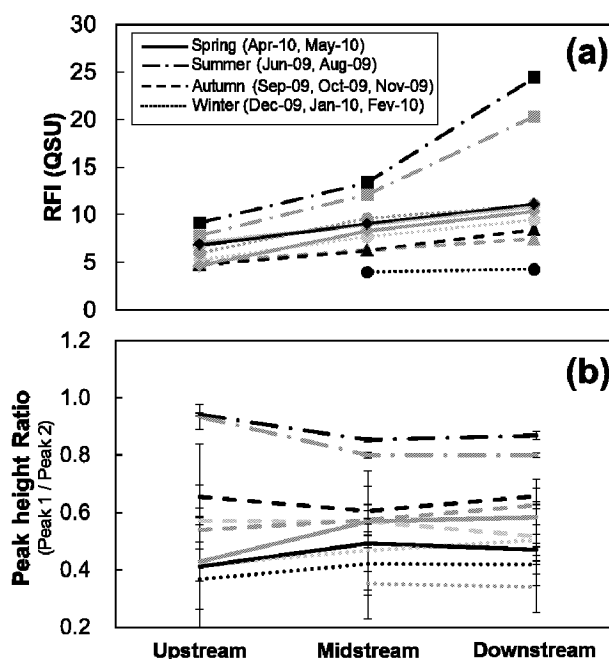 30
25
20
15
10
5
0
RFI (QSU)
(a)
Spring (Apr-10, May-10)
Summer (Jun-09, Aug-09)
Autumn (Sep-09, Oct-09, Nov-09)
Winter (Dec-09, Jan-10, Fev-10)
1.2
1.0
0.8
0.6
0.4
0.2
Peak height Ratio
(Peak 1 / Peak 2)
(b)
Upstream Midstream Downstream